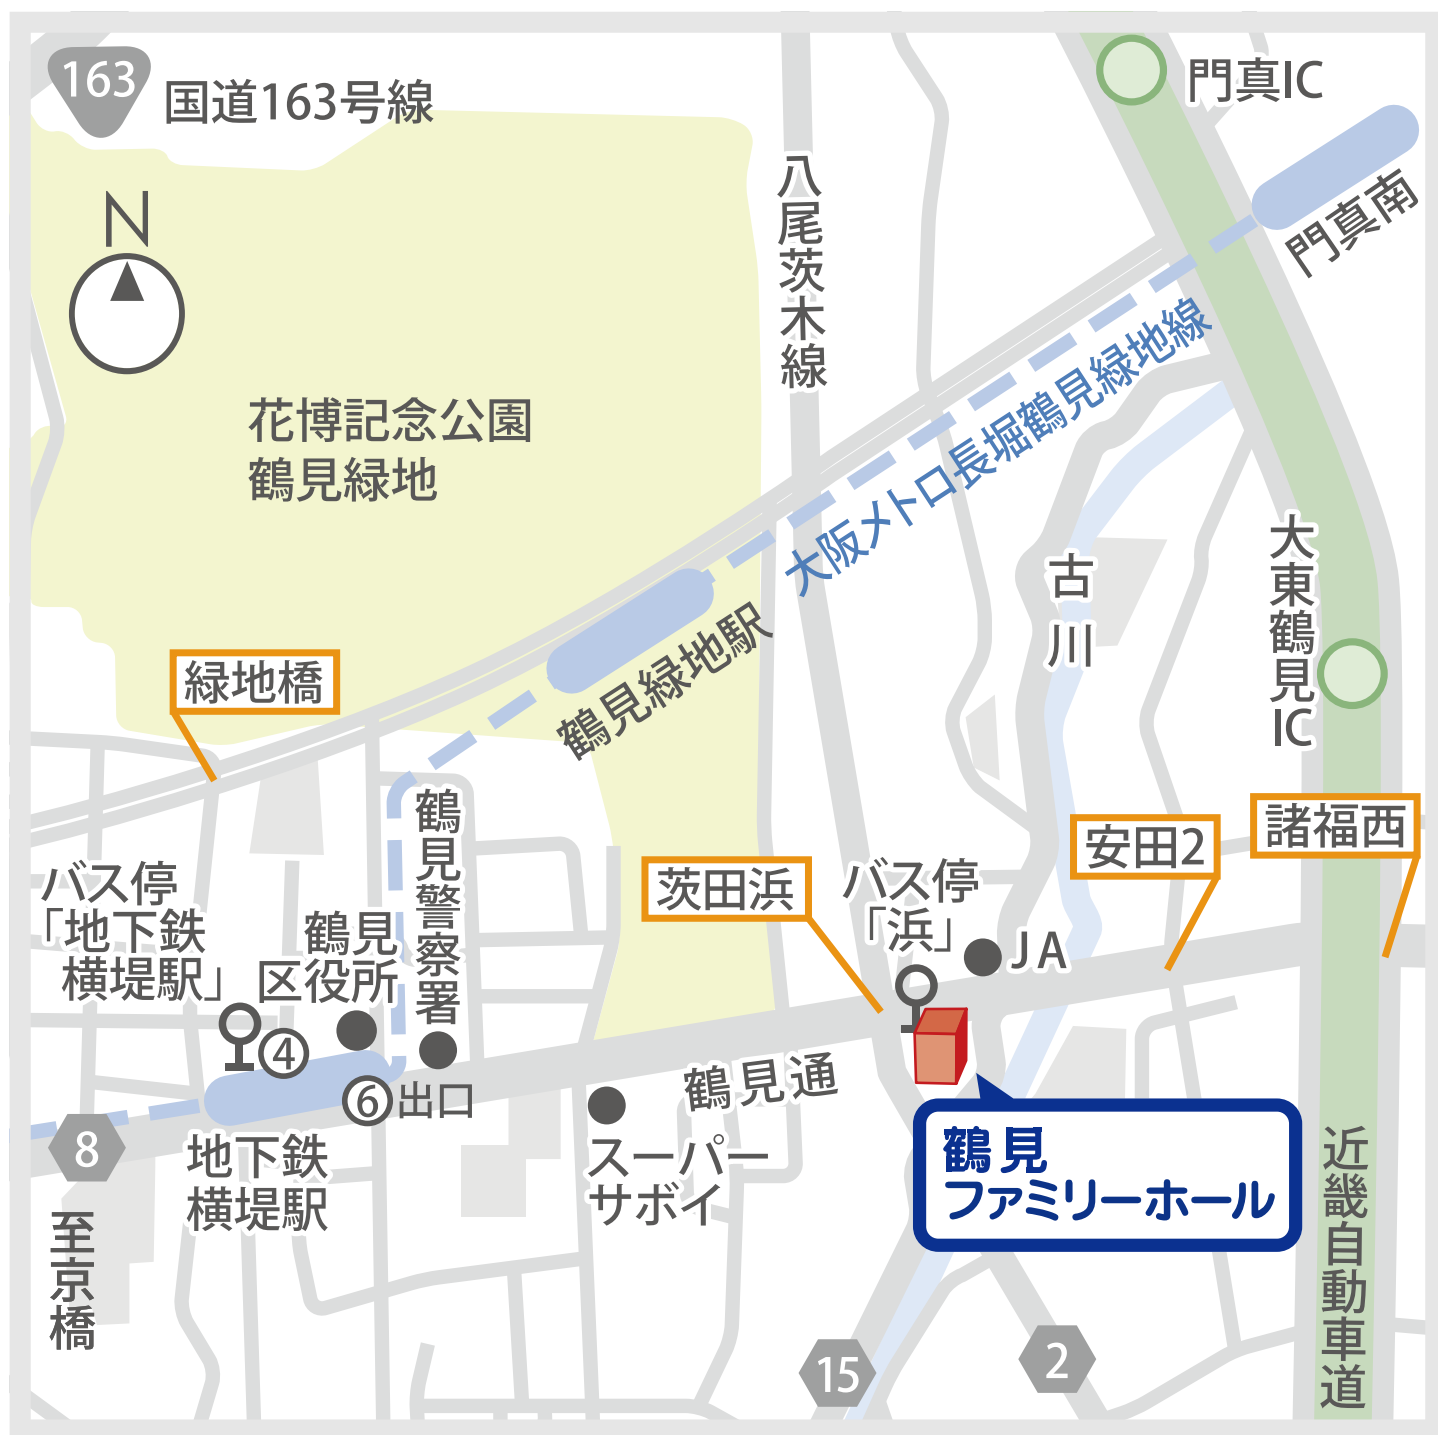 163
国道163号線
門真IC
N
八尾茨木線
門真南
大阪メトロ長堀鶴見緑地線
花博記念公園
鶴見緑地
大東鶴見IC
古川
鶴見緑地駅
緑地橋
鶴見警察署
諸福西
安田2
茨田浜
バス停
「浜」
JA
バス停
「地下鉄
横堤駅」
鶴見
区役所
4
6
出口
鶴見通
スーパー
サボイ
8
地下鉄
横堤駅
至京橋
鶴見
ファミリーホール
近畿自動車道
15
2